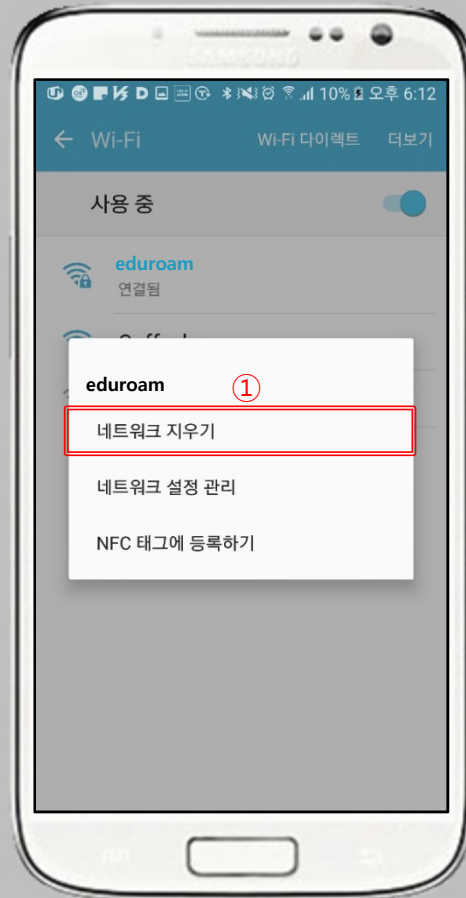 SAMSUNG
10% 오후 6:12
Wi-Fi Wi-Fi 다이렉트 더보기
사용 중
eduroam
연결됨
eduroam
①
네트워크 지우기
네트워크 설정 관리
NFC 태그에 등록하기